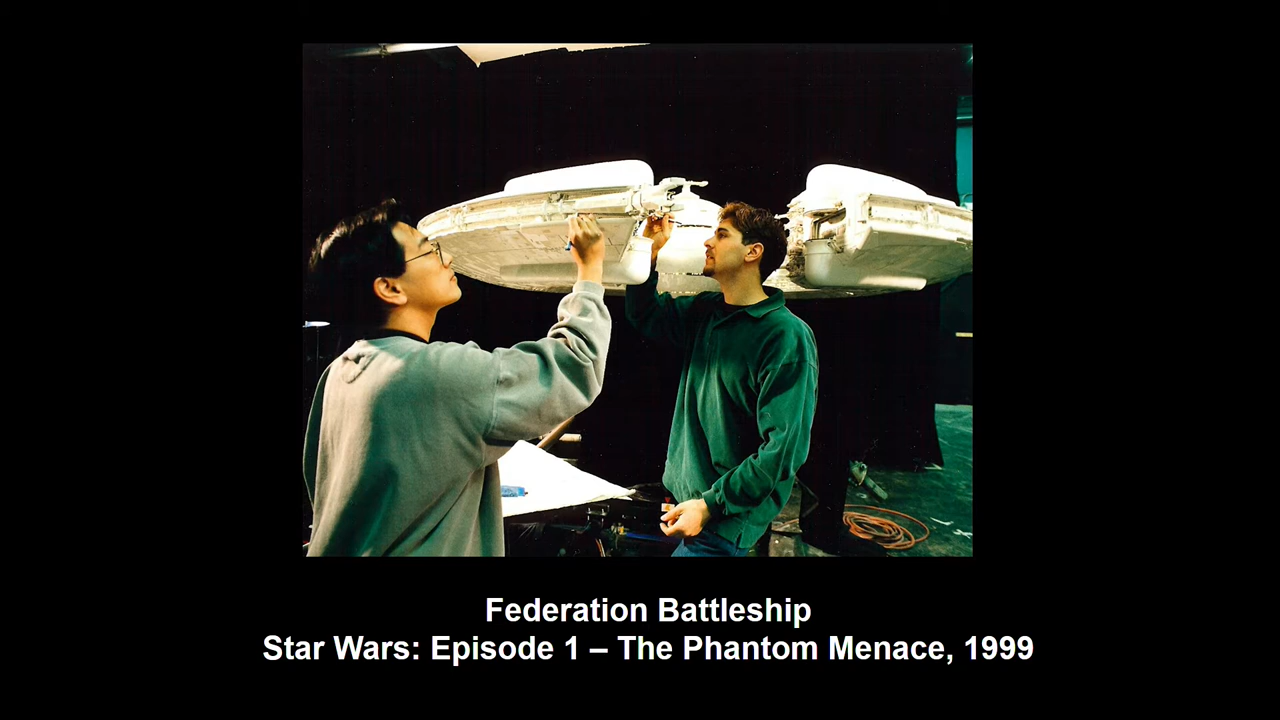 Federation Battleship
Star Wars: Episode 1 – The Phantom Menace, 1999